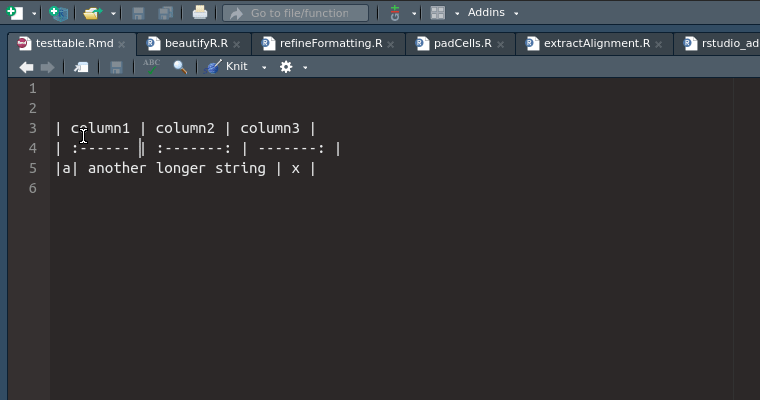 Go to file/function
Addins
testtable.Rmd
beautifyR.R
refineFormatting.R
padCells.R
extractAlignment.R
rstudio_ad
ABC
Knit
1
2
3 | column1 | column2 | column3 |
4 | :------ | :-------: | -------: |
5 |a| another longer string | x |
6